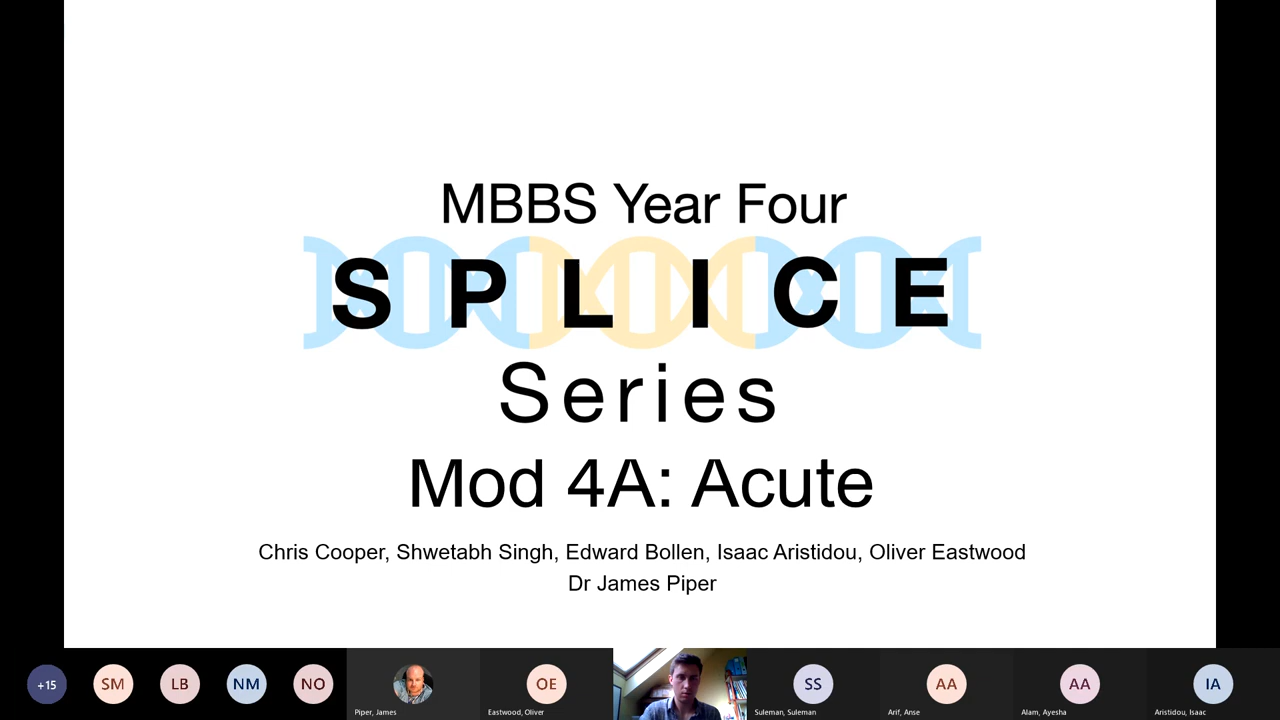 MBBS Year Four
SPLICE
Series
Mod 4A: Acute
Chris Cooper, Shwetabh Singh, Edward Bollen, Isaac Aristidou, Oliver Eastwood
Dr James Piper
+15
SM
LB
NM
NO
Piper, James
OE
Eastwood, Oliver
SS
Suleman, Suleman
AA
Arif, Anse
AA
Alam, Ayesha
IA
Aristidou, Isaac